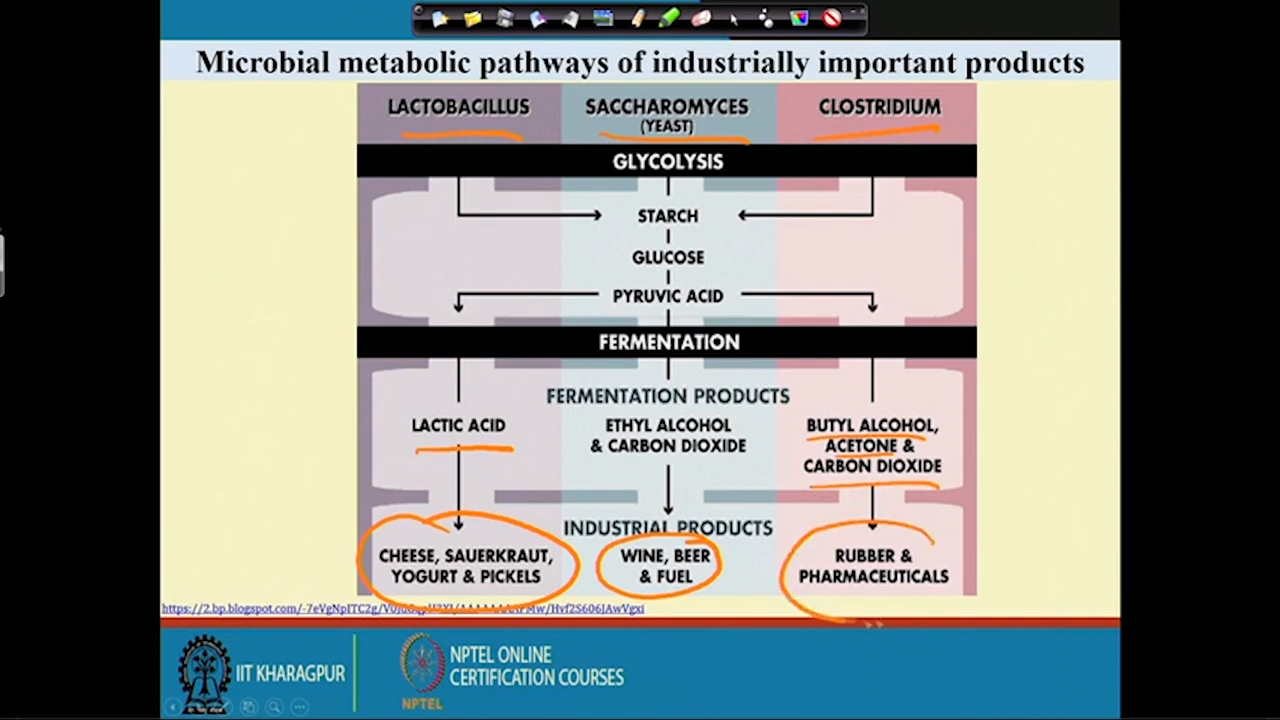 Microbial metabolic pathways of industrially important products
LACTOBACILLUS
SACCHAROMYCES
(YEAST)
CLOSTRIDIUM
GLYCOLYSIS
STARCH
GLUCOSE
PYRUVIC ACID
FERMENTATION
FERMENTATION PRODUCTS
LACTIC ACID
ETHYL ALCOHOL
& CARBON DIOXIDE
BUTYL ALCOHOL,
ACETONE &
CARBON DIOXIDE
INDUSTRIAL PRODUCTS
CHEESE, SAUERKRAUT,
YOGURT & PICKELS
WINE, BEER
& FUEL
RUBBER &
PHARMACEUTICALS
IIT KHARAGPUR
NPTEL
NPTEL ONLINE
CERTIFICATION COURSES